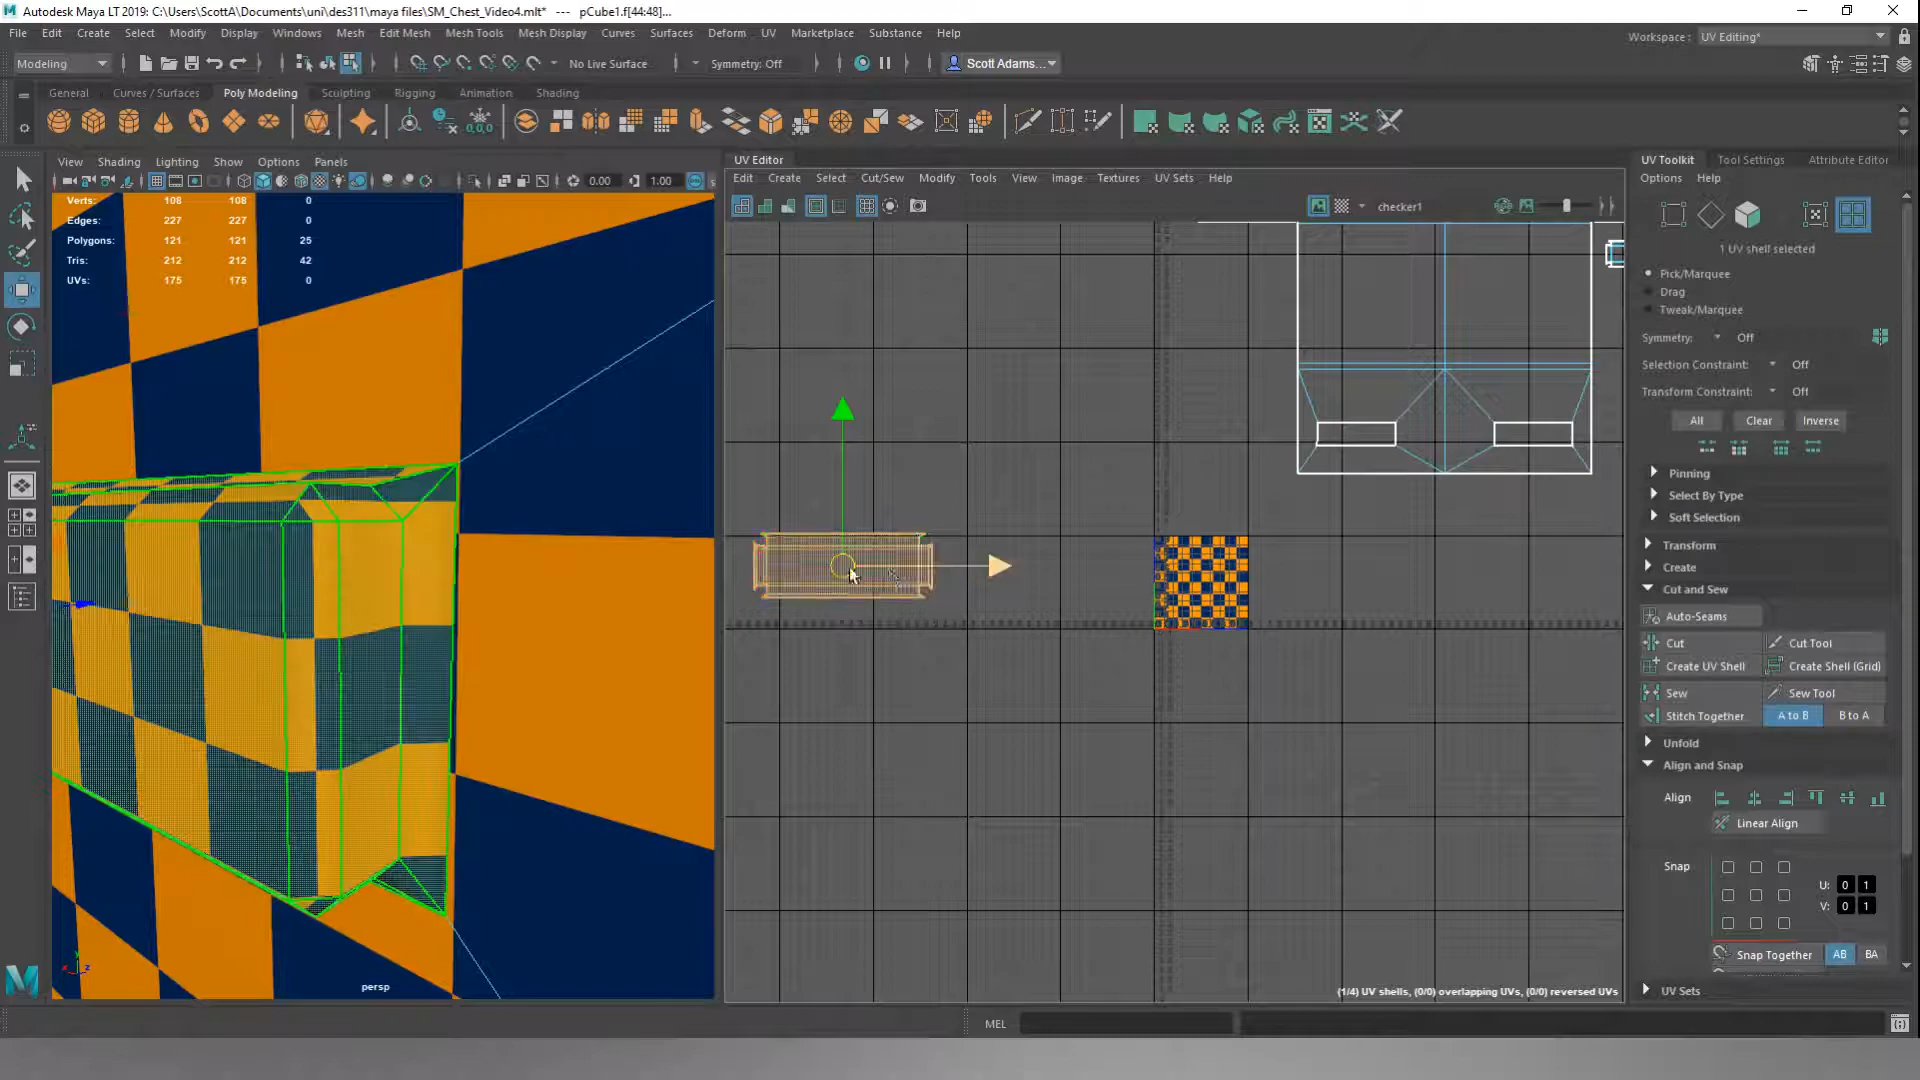 Autodesk Maya LT 2019: C:\Users\ScottA\Documents\uni\des311\maya files\SM_Chest_Video4.mlt* --- pCube1.f[44:48]...
File Edit Create Select Modify Display Windows Mesh Edit Mesh Mesh Tools Mesh Display Curves Surfaces Deform UV Marketplace Substance Help
Workspace : UV Editing*
Modeling No Live Surface Symmetry: Off Scott Adams...
General Curves / Surfaces Poly Modeling Sculpting Rigging Animation Shading
0,0,0
View Shading Lighting Show Options Panels
0.00 1.00
Verts: 108 108 0
Edges: 227 227 0
Polygons: 121 121 25
Tris: 212 212 42
UVs: 175 175 0
persp
UV Editor
Edit Create Select Cut/Sew Modify Tools View Image Textures UV Sets Help
checker1
(1/4) UV shells, (0/0) overlapping UVs, (0/0) reversed UVs
UV Toolkit Tool Settings Attribute Editor
Options Help
1 UV shell selected
Pick/Marquee
Drag
Tweak/Marquee
Symmetry: Off
Selection Constraint: Off
Transform Constraint: Off
All Clear Inverse
Pinning
Select By Type
Soft Selection
Transform
Create
Cut and Sew
Auto-Seams
Cut Cut Tool
Create UV Shell Create Shell (Grid)
Sew Sew Tool
Stitch Together A to B B to A
Unfold
Align and Snap
Align
Linear Align
Snap
U: 0 1
V: 0 1
Snap Together AB BA
UV Sets
MEL